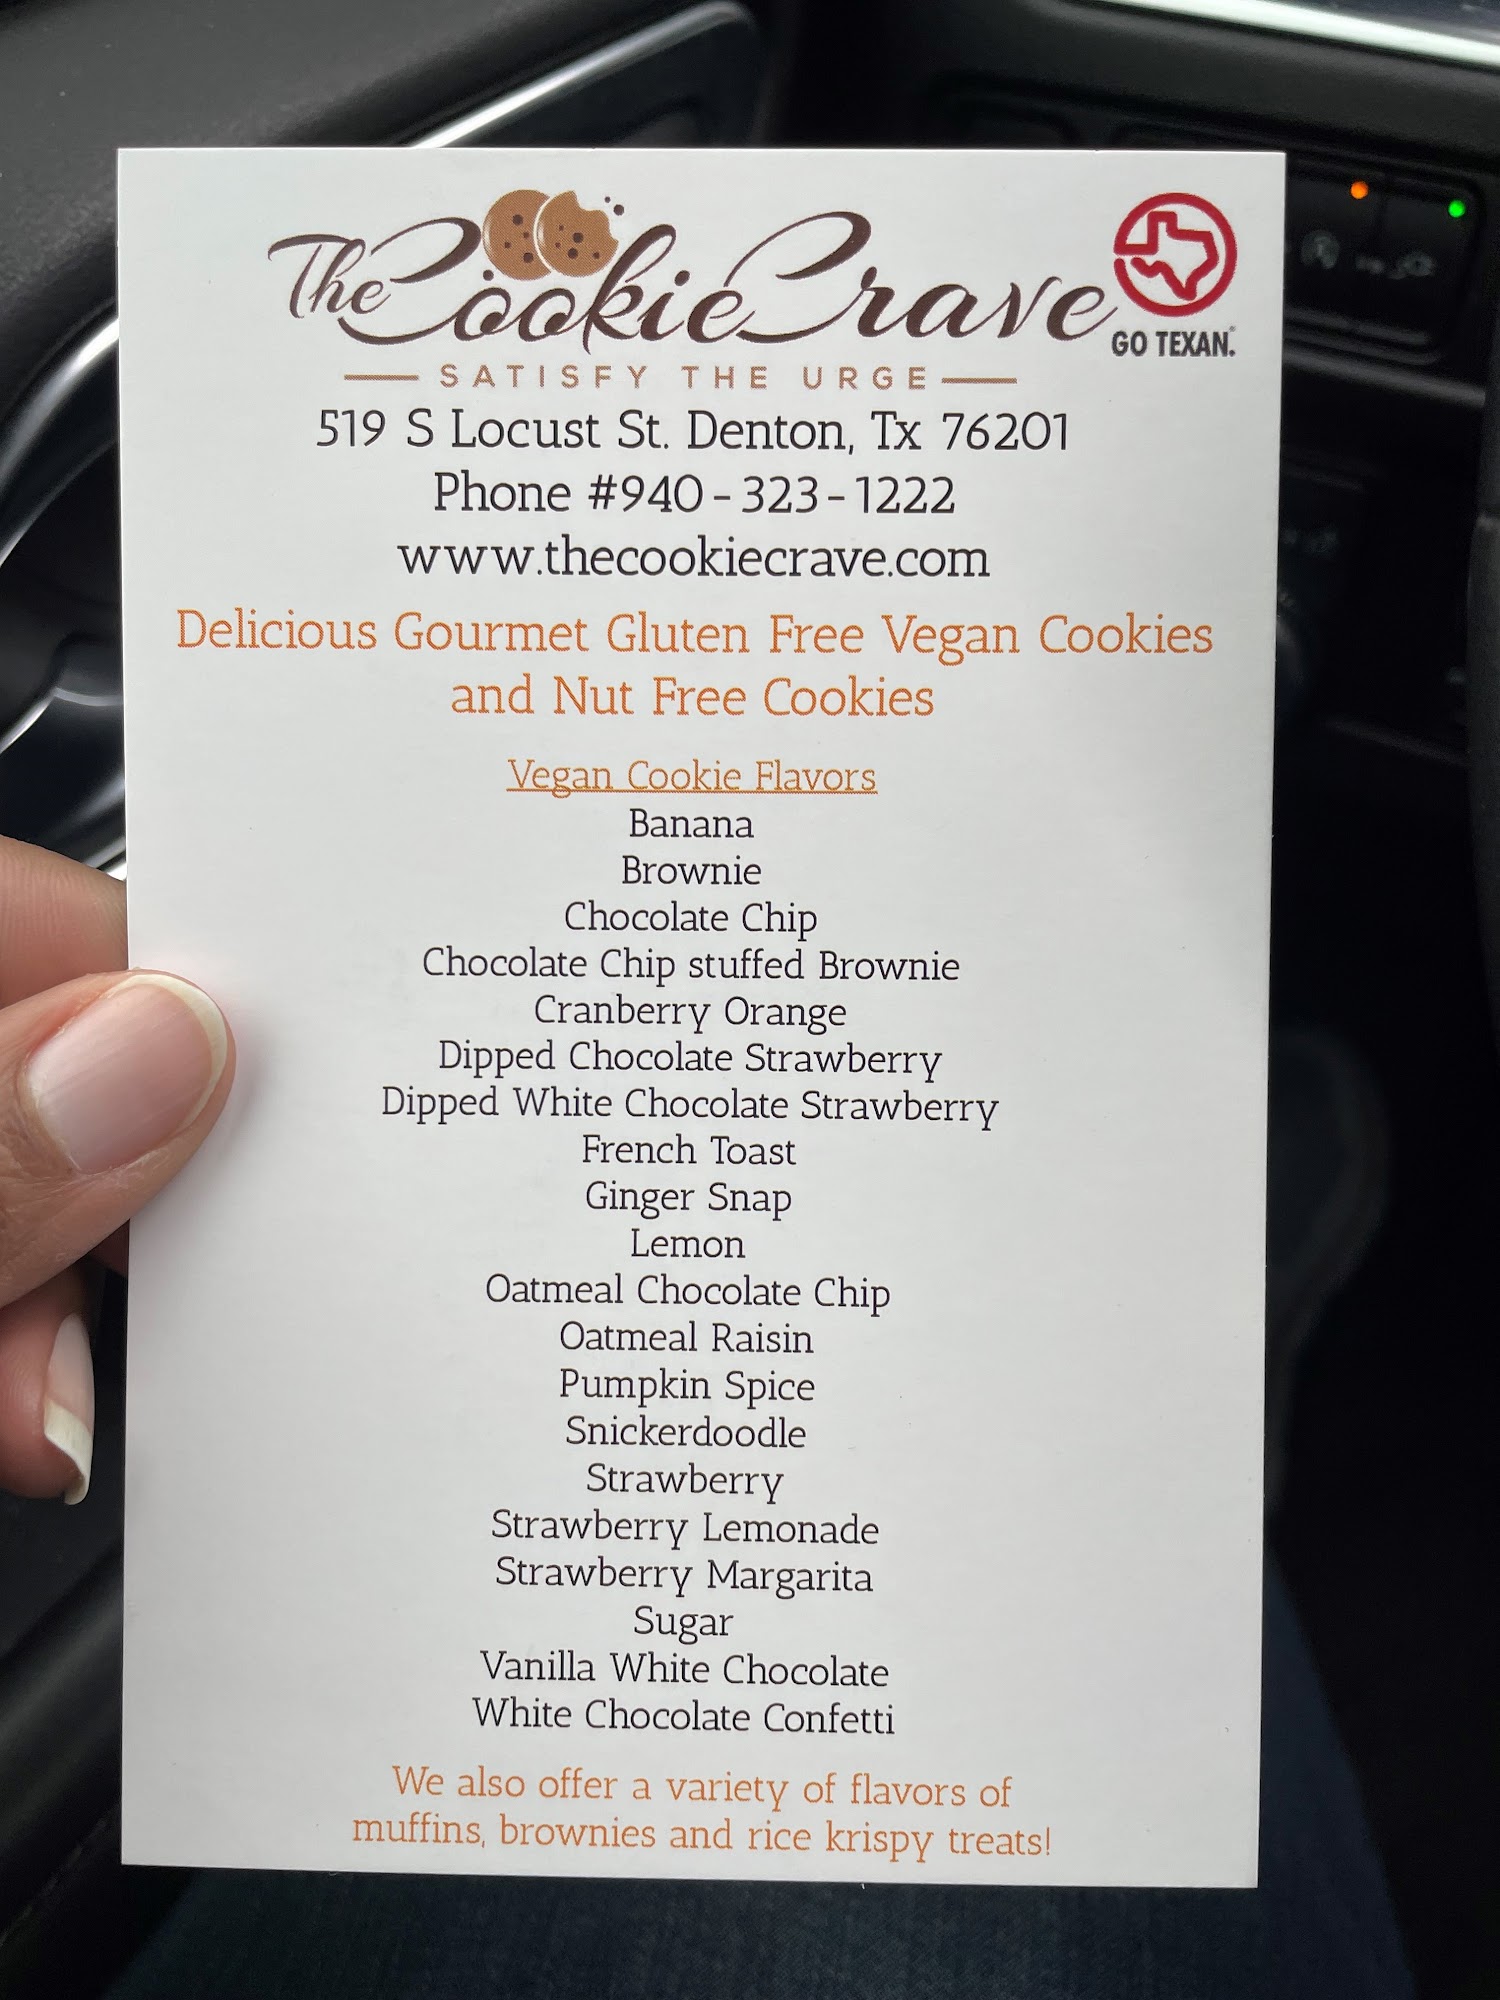 The Cookie Crave
GO TEXAN.
SATISFY THE URGE
519 S Locust St. Denton, Tx 76201
Phone #940-323-1222
www.thecookiecrave.com
Delicious Gourmet Gluten Free Vegan Cookies
and Nut Free Cookies
Vegan Cookie Flavors
Banana
Brownie
Chocolate Chip
Chocolate Chip stuffed Brownie
Cranberry Orange
Dipped Chocolate Strawberry
Dipped White Chocolate Strawberry
French Toast
Ginger Snap
Lemon
Oatmeal Chocolate Chip
Oatmeal Raisin
Pumpkin Spice
Snickerdoodle
Strawberry
Strawberry Lemonade
Strawberry Margarita
Sugar
Vanilla White Chocolate
White Chocolate Confetti
We also offer a variety of flavors of
muffins, brownies and rice krispy treats!